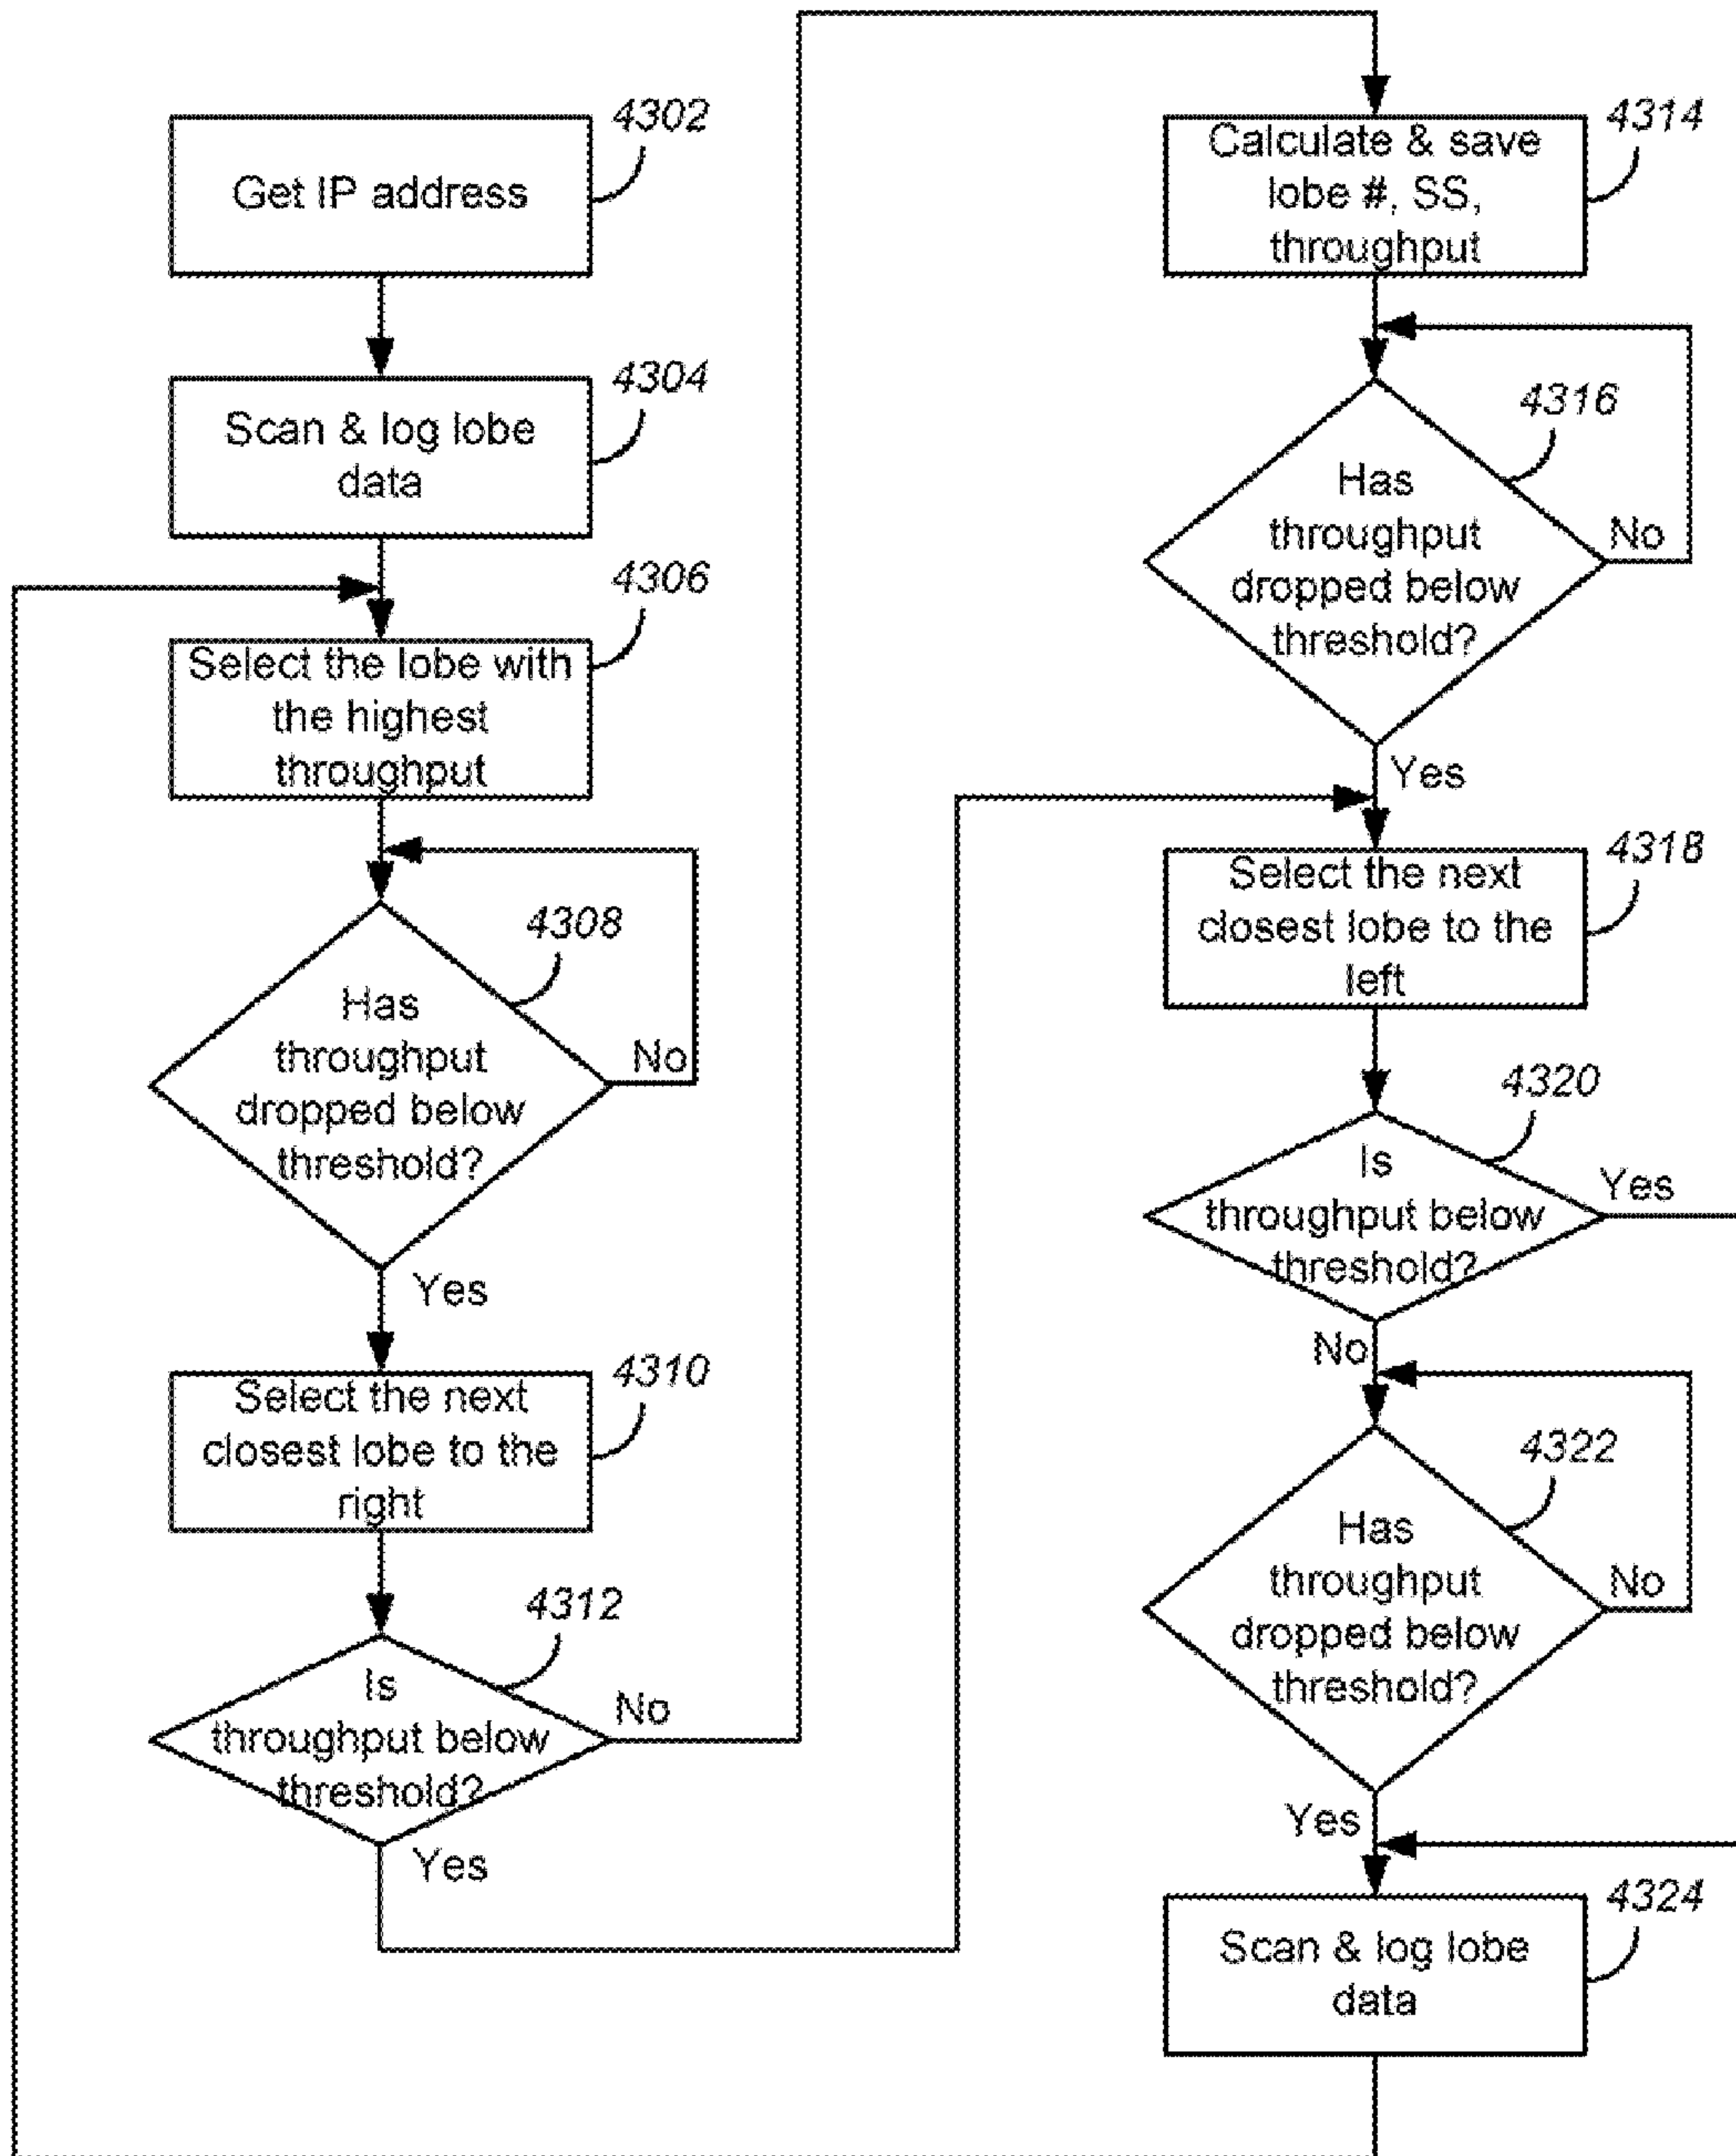 4302
Get IP address
4304
Scan & log lobe
data
4306
Select the lobe with
the highest
throughput
4308
Has
throughput
dropped below
threshold?
No
Yes
4310
Select the next
closest lobe to the
right
4312
Is
throughput below
threshold?
No
Yes
4314
Calculate & save
lobe #, SS,
throughput
4316
Has
throughput
dropped below
threshold?
No
Yes
4318
Select the next
closest lobe to the
left
4320
Is
throughput below
threshold?
Yes
No
4322
Has
throughput
dropped below
threshold?
No
Yes
4324
Scan & log lobe
data